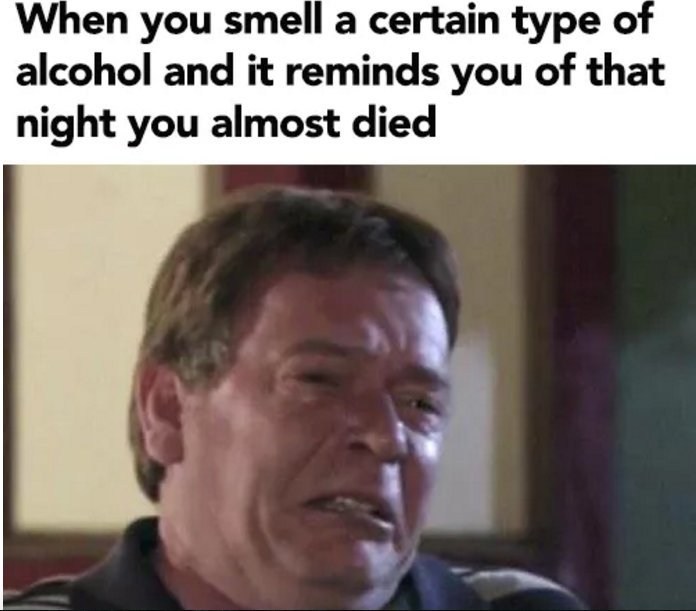 When you smell a certain type of
alcohol and it reminds you of that
night you almost died